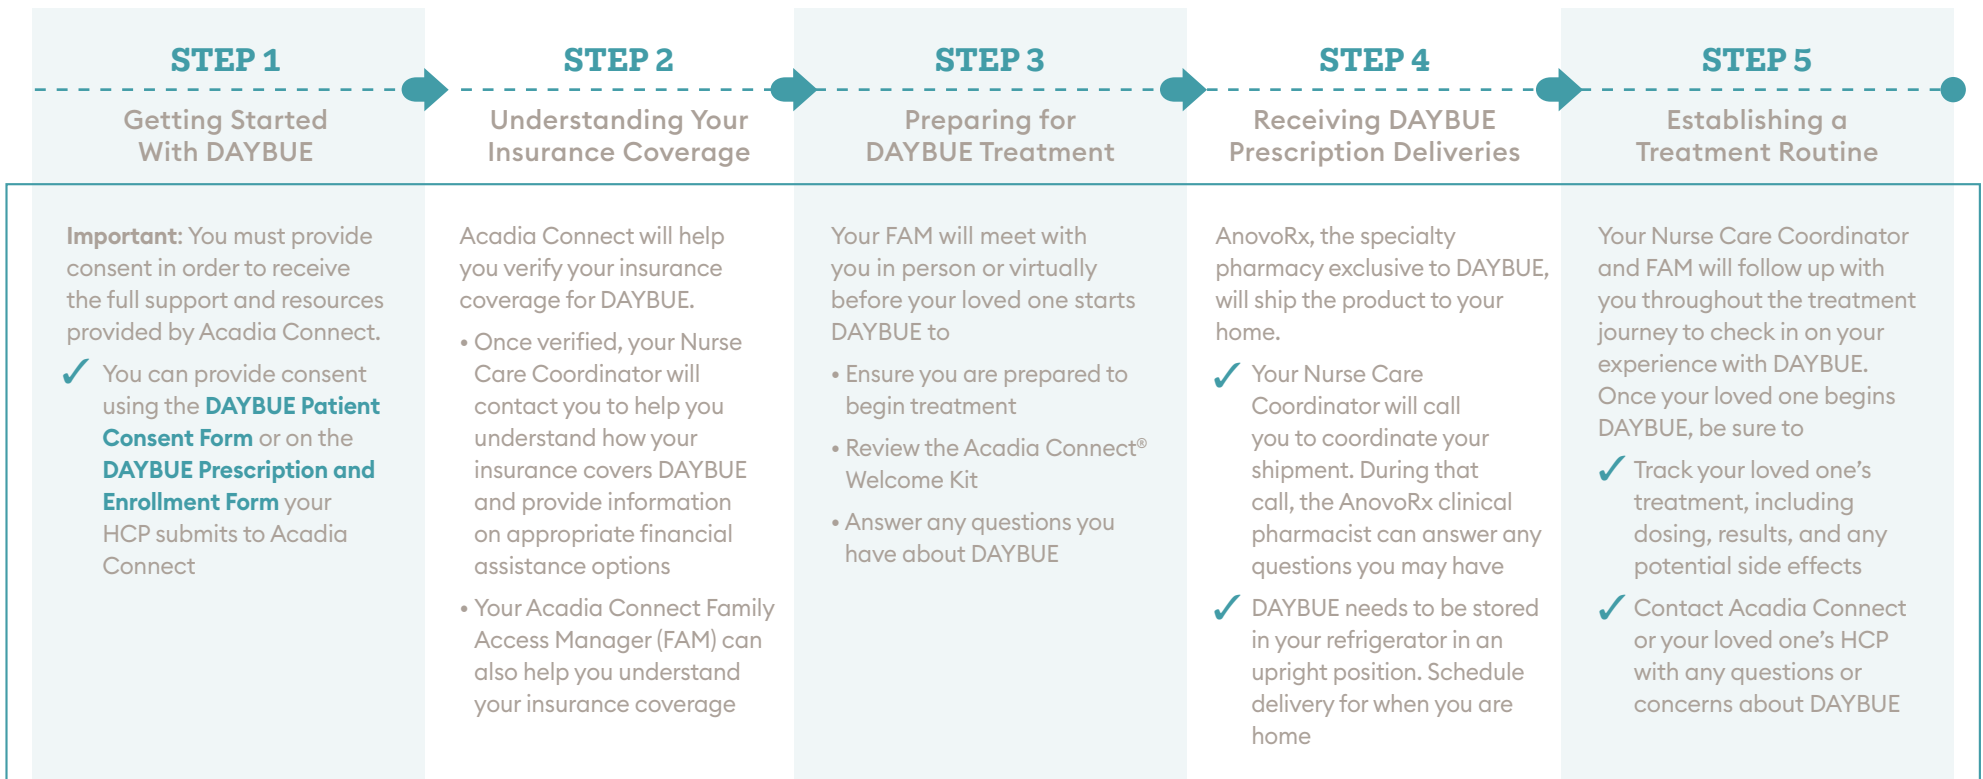 STEP 1
Getting Started
With DAYBUE
Important: You must provide
consent in order to receive
the full support and resources
provided by Acadia Connect.
✓ You can provide consent
using the DAYBUE Patient
Consent Form or on the
DAYBUE Prescription and
Enrollment Form your
HCP submits to Acadia
Connect
STEP 2
Understanding Your
Insurance Coverage
Acadia Connect will help
you verify your insurance
coverage for DAYBUE.
• Once verified, your Nurse
Care Coordinator will
contact you to help you
understand how your
insurance covers DAYBUE
and provide information
on appropriate financial
assistance options
• Your Acadia Connect Family
Access Manager (FAM) can
also help you understand
your insurance coverage
STEP 3
Preparing for
DAYBUE Treatment
Your FAM will meet with
you in person or virtually
before your loved one starts
DAYBUE to
• Ensure you are prepared to
begin treatment
• Review the Acadia Connect®
Welcome Kit
• Answer any questions you
have about DAYBUE
STEP 4
Receiving DAYBUE
Prescription Deliveries
AnovoRx, the specialty
pharmacy exclusive to DAYBUE,
will ship the product to your
home.
✓ Your Nurse Care
Coordinator will call
you to coordinate your
shipment. During that
call, the AnovoRx clinical
pharmacist can answer any
questions you may have
✓ DAYBUE needs to be stored
in your refrigerator in an
upright position. Schedule
delivery for when you are
home
STEP 5
Establishing a
Treatment Routine
Your Nurse Care Coordinator
and FAM will follow up with
you throughout the treatment
journey to check in on your
experience with DAYBUE.
Once your loved one begins
DAYBUE, be sure to
✓ Track your loved one’s
treatment, including
dosing, results, and any
potential side effects
✓ Contact Acadia Connect
or your loved one’s HCP
with any questions or
concerns about DAYBUE